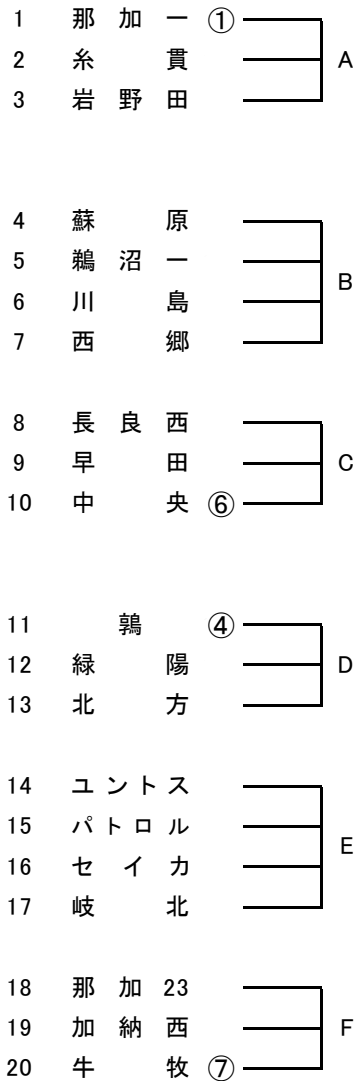 1 那加一 ①
2 糸貫
A
3 岩野田
4 蘇原
5 鵜沼一
B
6 川島
7 西郷
8 長良西
9 早田 C
10 中央 ⑥
11 鶉 ④
12 緑陽 D
13 北方
14 ユントス
15 パトロル
E
16 セイカ
17 岐北
18 那加23
19 加納西 F
20 牛牧 ⑦